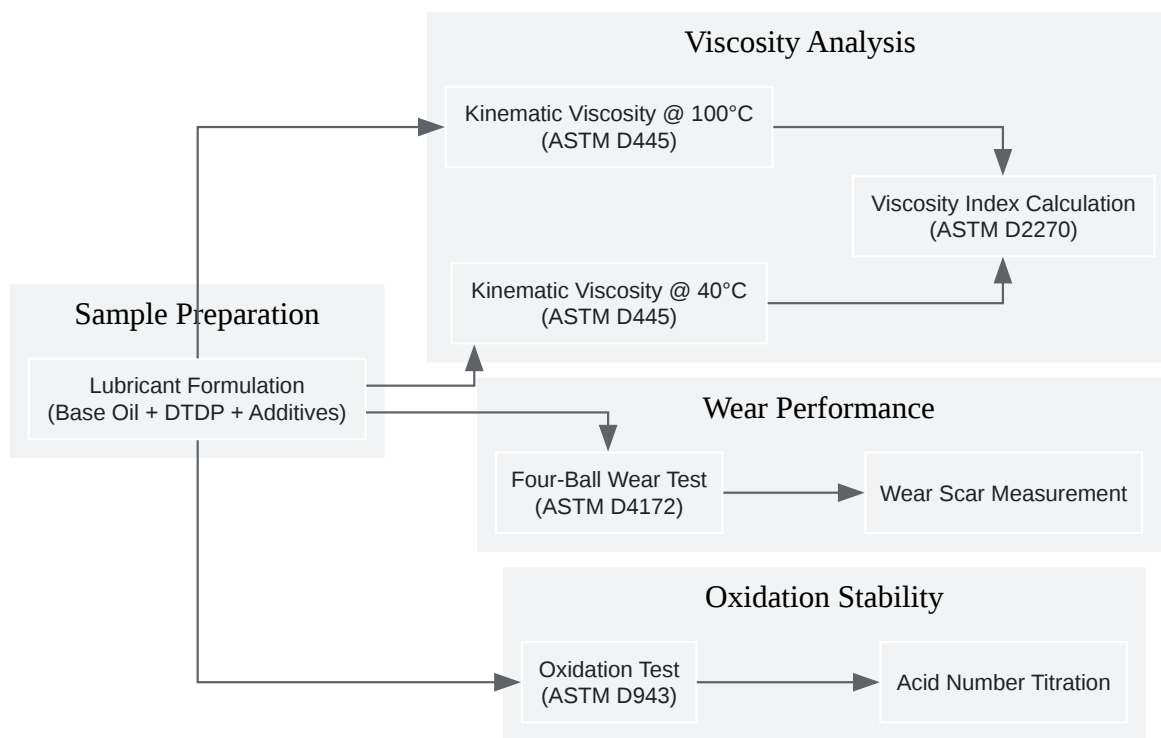 Viscosity Analysis
Kinematic Viscosity @ 100°C
(ASTM D445)
Viscosity Index Calculation
(ASTM D2270)
Kinematic Viscosity @ 40°C
(ASTM D445)
Sample Preparation
Lubricant Formulation
(Base Oil + DTDP + Additives)
Wear Performance
Four-Ball Wear Test
(ASTM D4172)
Wear Scar Measurement
Oxidation Stability
Oxidation Test
(ASTM D943)
Acid Number Titration